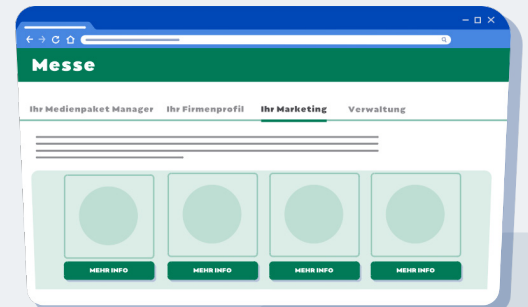 Messe
Ihr Medienpaket Manager Ihr Firmenprofil Ihr Marketing Verwaltung
MEHR INFO MEHR INFO MEHR INFO MEHR INFO